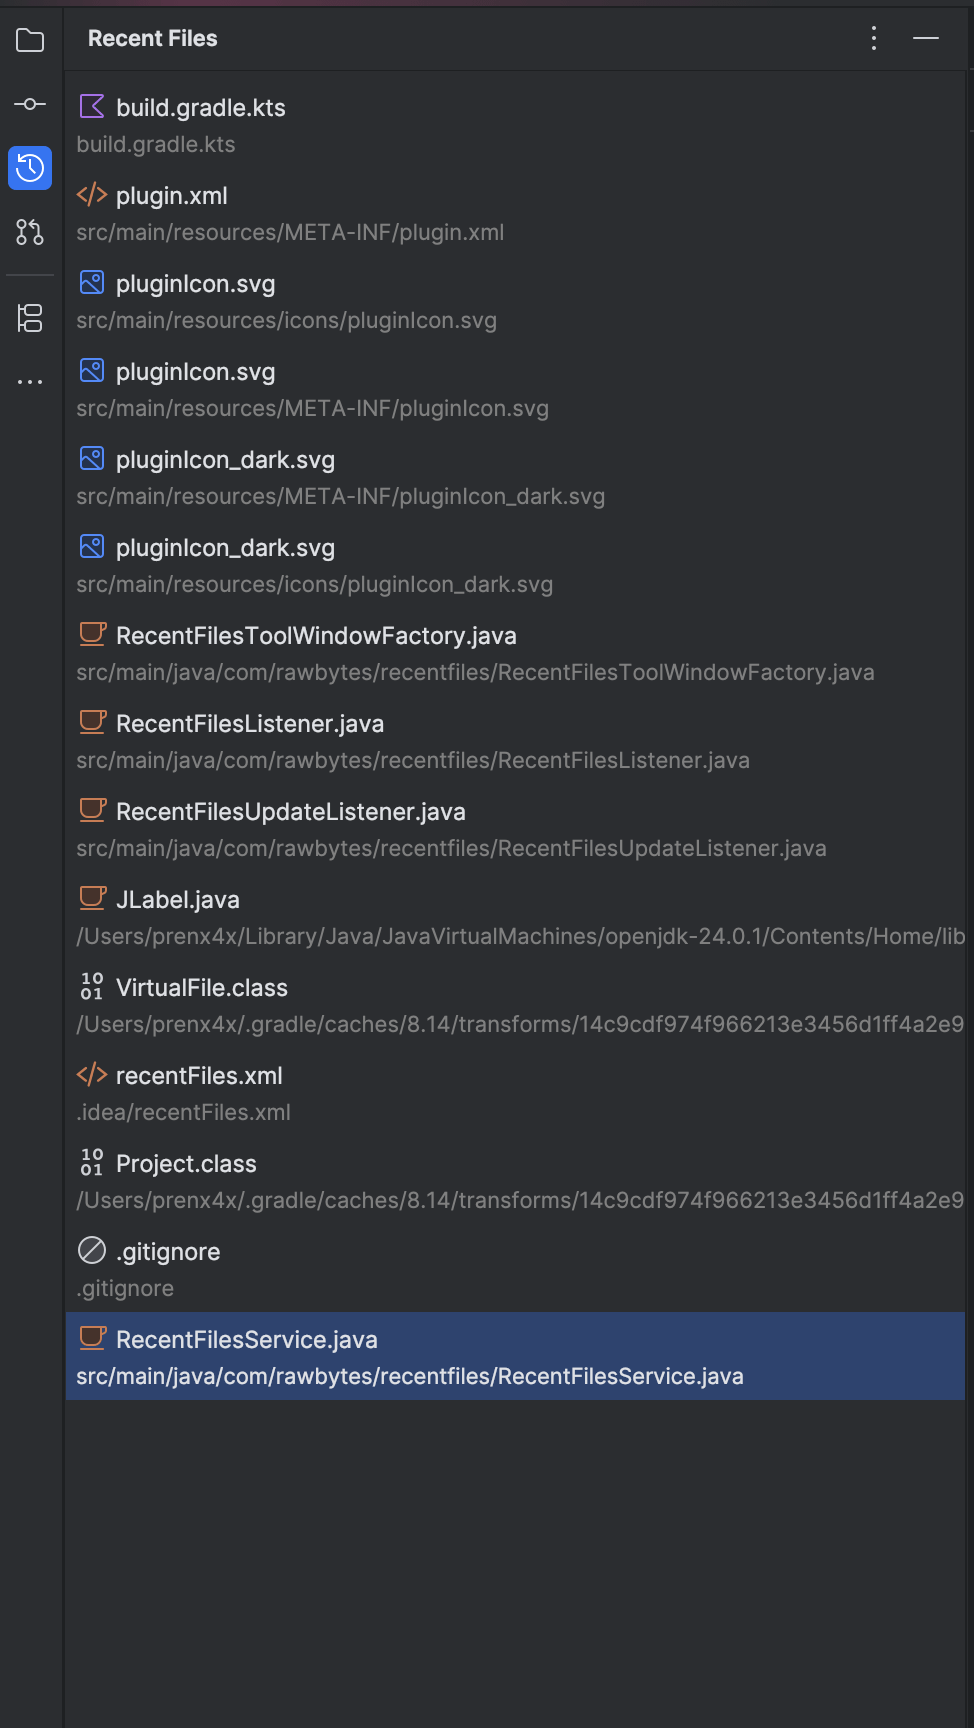 Recent Files
build.gradle.kts
build.gradle.kts
plugin.xml
src/main/resources/META-INF/plugin.xml
pluginIcon.svg
src/main/resources/icons/pluginIcon.svg
pluginIcon.svg
src/main/resources/META-INF/pluginIcon.svg
pluginIcon_dark.svg
src/main/resources/META-INF/pluginIcon_dark.svg
pluginIcon_dark.svg
src/main/resources/icons/pluginIcon_dark.svg
RecentFilesToolWindowFactory.java
src/main/java/com/rawbytes/recentfiles/RecentFilesToolWindowFactory.java
RecentFilesListener.java
src/main/java/com/rawbytes/recentfiles/RecentFilesListener.java
RecentFilesUpdateListener.java
src/main/java/com/rawbytes/recentfiles/RecentFilesUpdateListener.java
JLabel.java
/Users/prenx4x/Library/Java/JavaVirtualMachines/openjdk-24.0.1/Contents/Home/lib
VirtualFile.class
/Users/prenx4x/.gradle/caches/8.14/transforms/14c9cdf974f966213e3456d1ff4a2e9
recentFiles.xml
.idea/recentFiles.xml
Project.class
/Users/prenx4x/.gradle/caches/8.14/transforms/14c9cdf974f966213e3456d1ff4a2e9
.gitignore
.gitignore
RecentFilesService.java
src/main/java/com/rawbytes/recentfiles/RecentFilesService.java